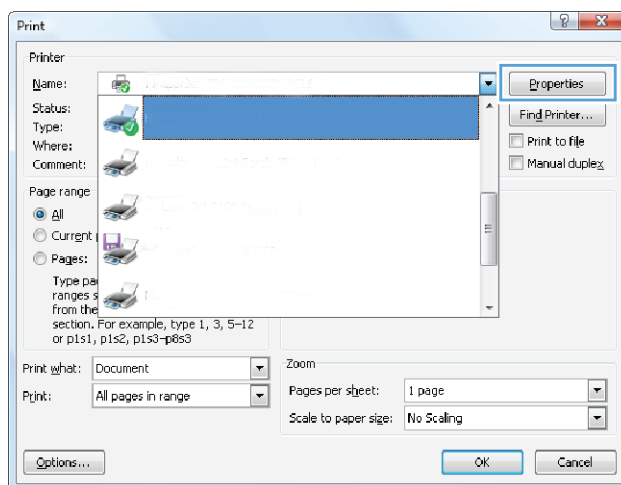 Print
Printer
Name:
Properties
Status:
Find Printer...
Type:
Where:
Print to file
Comment:
Manual duplex
Page range
All
Current
Pages:
Type
ranges
from the
section. For example, type 1, 3, 5–12
or p1s1, p1s2, p1s3–p8s3
Print what: Document
Print: All pages in range
Zoom
Pages per sheet: 1 page
Scale to paper size: No Scaling
Options...
OK
Cancel